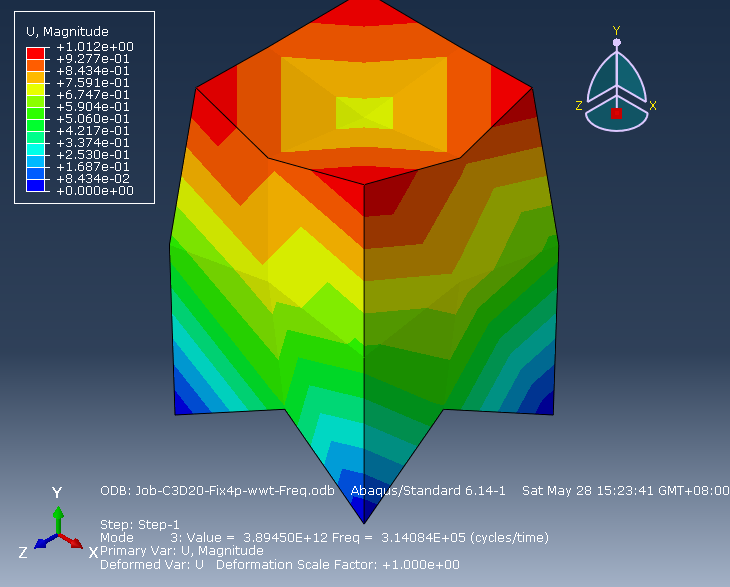 U, Magnitude
+1.012e+00
+9.277e-01
+8.434e-01
+7.591e-01
+6.747e-01
+5.904e-01
+5.060e-01
+4.217e-01
+3.374e-01
+2.530e-01
+1.687e-01
+8.434e-02
+0.000e+00
Y
Z X
ODB: Job-C3D20-Fix4p-wwt-Freq.odb Abaqus/Standard 6.14-1 Sat May 28 15:23:41 GMT+08:00
Y
Z X
Step: Step-1
Mode 3: Value = 3.89450E+12 Freq = 3.14084E+05 (cycles/time)
Primary Var: U, Magnitude
Deformed Var: U Deformation Scale Factor: +1.000e+00